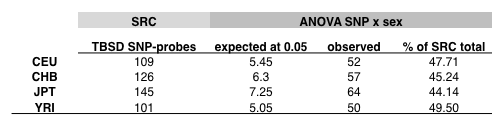 SRC ANOVA SNP x sex
TBSD SNP-probes expected at 0.05 observed % of SRC total
CEU 109 5.45 52 47.71
CHB 126 6.3 57 45.24
JPT 145 7.25 64 44.14
YRI 101 5.05 50 49.50